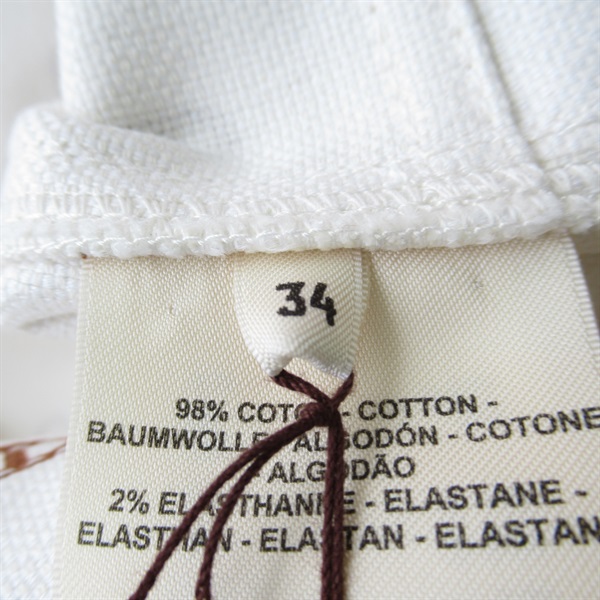 34
98% COTON - COTTON -
BAUMWOLLE - ALGODÓN - COTONE
ALGODÃO
2% ELASTHANNE - ELASTANE -
ELASTHAN - ELASTAN - ELASTAN